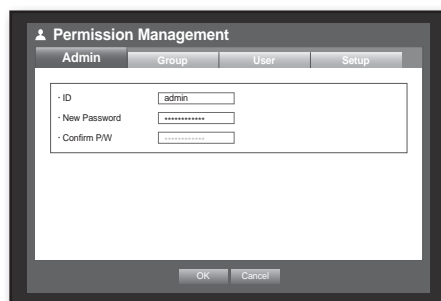 Permission Management
Admin Group User Setup
· ID admin
· New Password ************
· Confirm P/W ************
OK Cancel